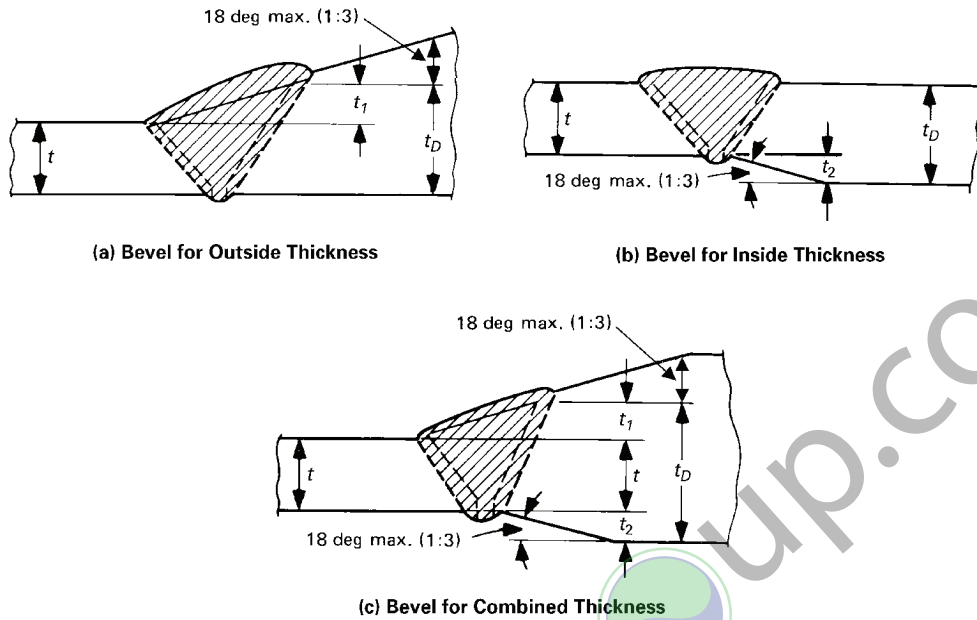 18 deg max. (1:3)
t
t1
tD
(a) Bevel for Outside Thickness
t
tD
t2
18 deg max. (1:3)
(b) Bevel for Inside Thickness
18 deg max. (1:3)
t1
t
t
tD
t2
18 deg max. (1:3)
(c) Bevel for Combined Thickness
up.co